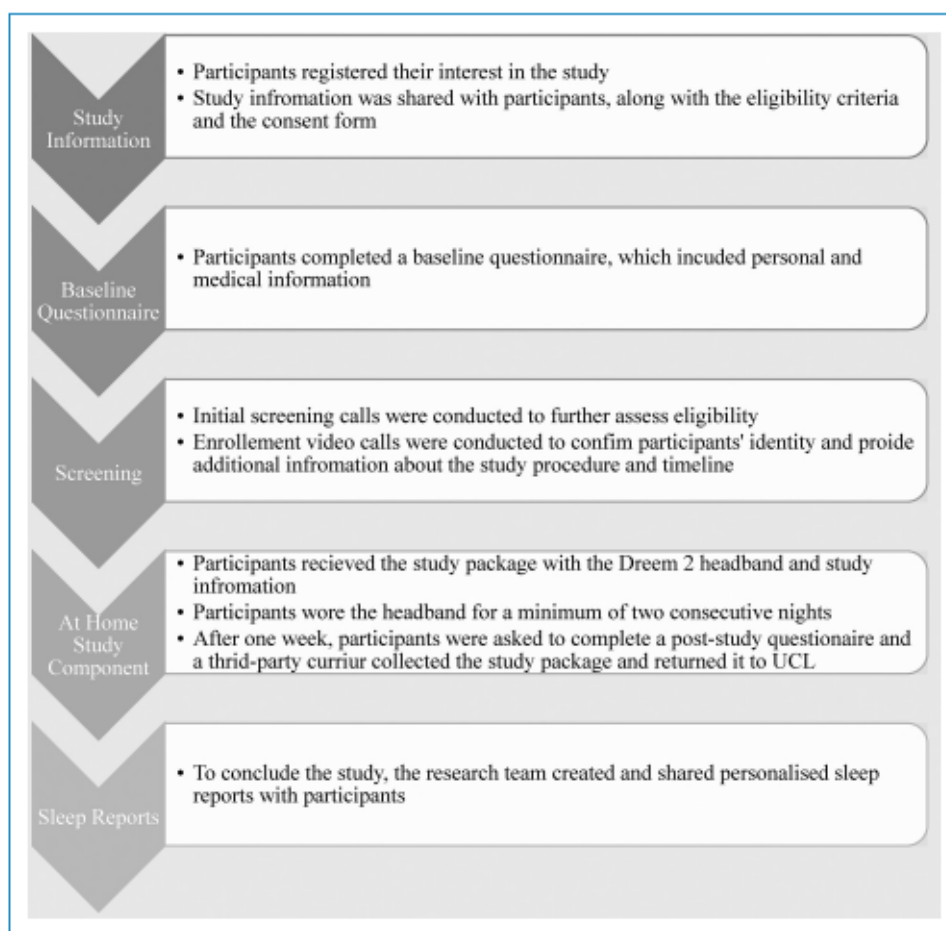 Study
Information
• Participants registered their interest in the study
• Study infromation was shared with participants, along with the eligibility criteria
and the consent form
Baseline
Questionnaire
• Participants completed a baseline questionnaire, which incuded personal and
medical information
Screening
• Initial screening calls were conducted to further assess eligibility
• Enrollement video calls were conducted to confim participants' identity and proide
additional infromation about the study procedure and timeline
At Home
Study
Component
• Participants recieved the study package with the Dreem 2 headband and study
infromation
• Participants wore the headband for a minimum of two consecutive nights
• After one week, participants were asked to complete a post-study questionaire and
a thrid-party curriur collected the study package and returned it to UCL
Sleep Reports
• To conclude the study, the research team created and shared personalised sleep
reports with participants